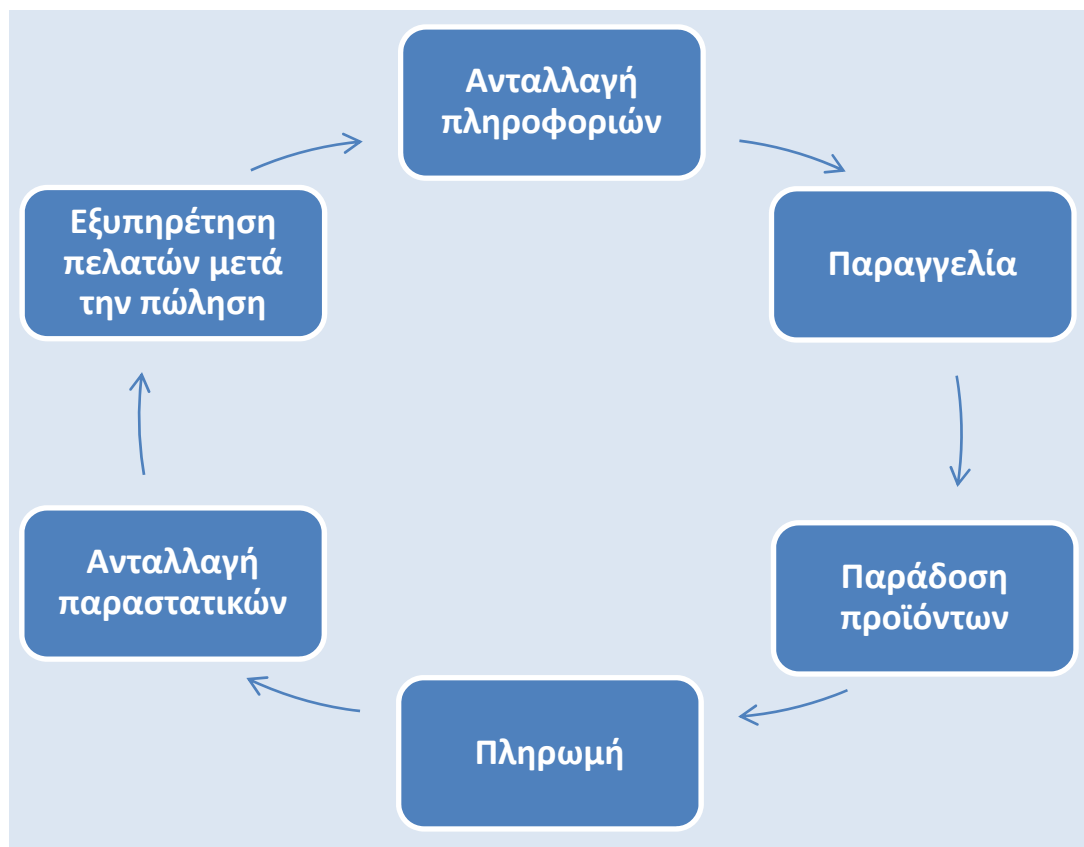 Ανταλλαγή
πληροφοριών
Παραγγελία
Παράδοση
προϊόντων
Πληρωμή
Ανταλλαγή
παραστατικών
Εξυπηρέτηση
πελατών μετά
την πώληση